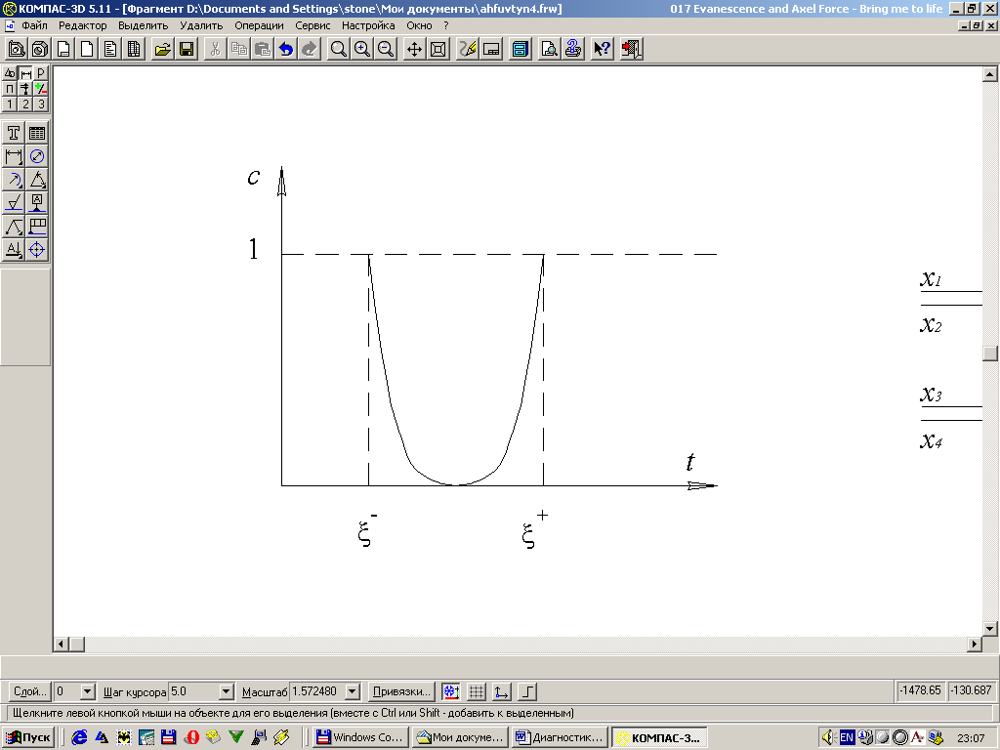 КОМПАС-3D 5.11 - [Фрагмент D:\Documents and Settings\stone\Мои документы\ahfuvtyn4.frw]
017 Evanescence and Axel Force - Bring me to life
Файл Редактор Выделить Удалить Операции Сервис Настройка Окно ?
P
1 2 3
T
c
1
t
ξ-
ξ+
x1
x2
x3
x4
Слой... 0 Шаг курсора 5.0 Масштаб 1.572480 Привязки... -1478.65 -130.687
Щелкните левой кнопкой мыши на объекте для его выделения (вместе с Ctrl или Shift - добавить к выделенным)
Пуск Windows Co... Мои докуме... Диагностик... КОМПАС-3... EN 23:07